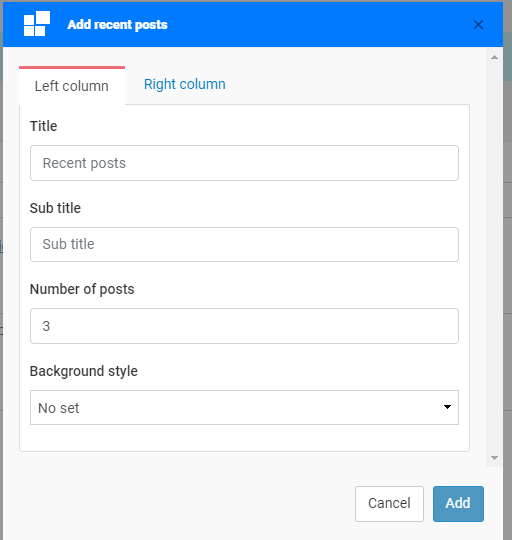 Add recent posts
Left column Right column
Title
Recent posts
Sub title
Sub title
Number of posts
3
Background style
No set
Cancel Add